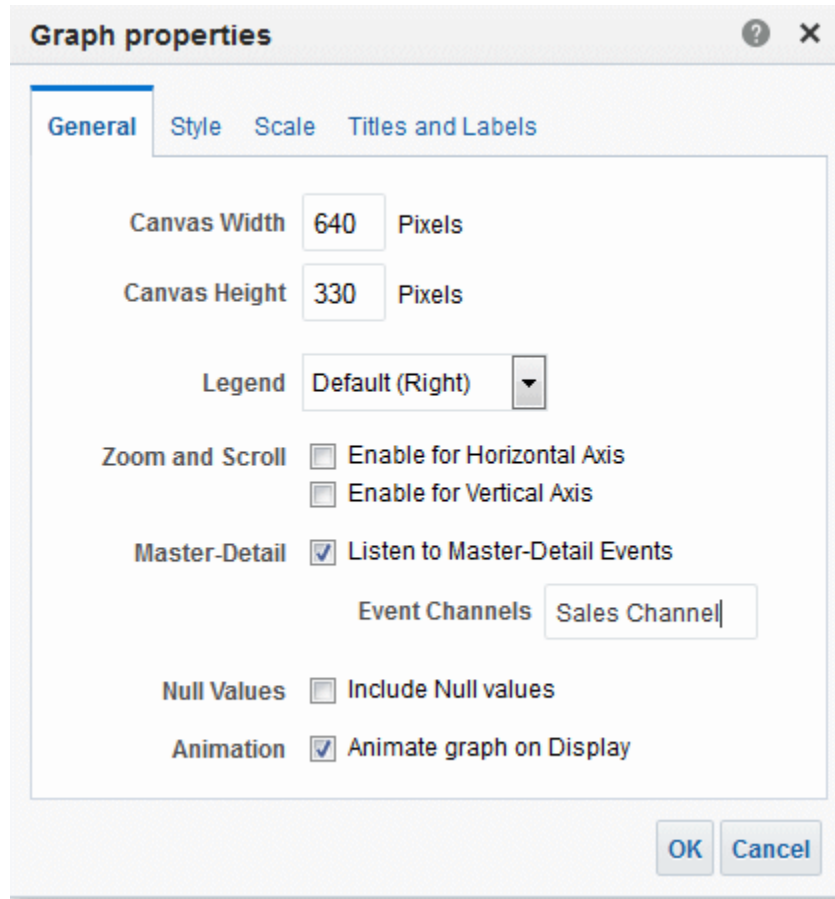 Graph properties
General Style Scale Titles and Labels
Canvas Width 640 Pixels
Canvas Height 330 Pixels
Legend Default (Right)
Zoom and Scroll Enable for Horizontal Axis
Enable for Vertical Axis
Master-Detail Listen to Master-Detail Events
Event Channels Sales Channel
Null Values Include Null values
Animation Animate graph on Display
OK Cancel